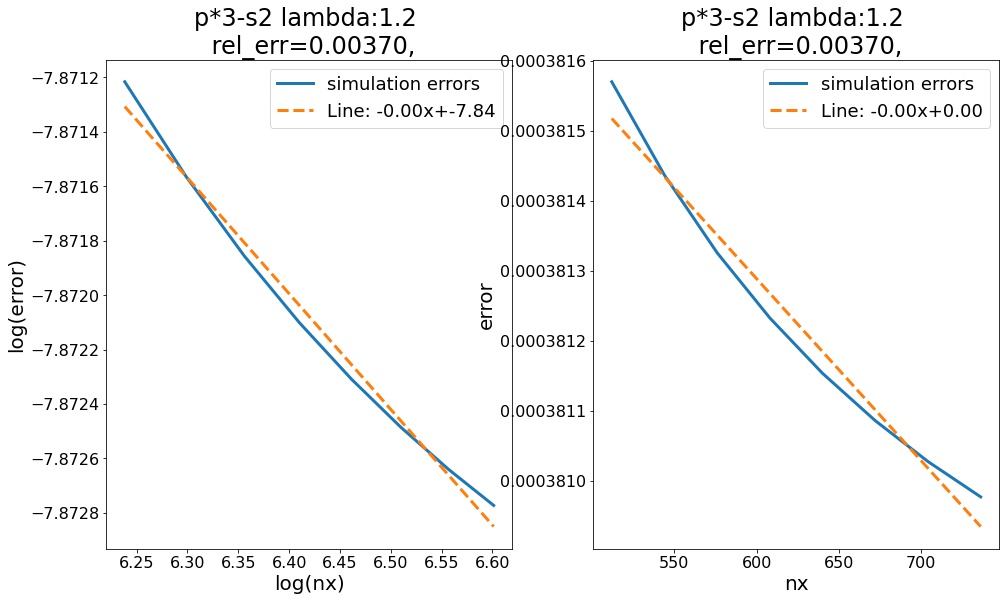 p*3-s2 lambda:1.2
rel_err=0.00370,
simulation errors
Line: -0.00x+-7.84
log(error)
−7.8712
−7.8714
−7.8716
−7.8718
−7.8720
−7.8722
−7.8724
−7.8726
−7.8728
6.25 6.30 6.35 6.40 6.45 6.50 6.55 6.60
log(nx)
p*3-s2 lambda:1.2
rel_err=0.00370,
simulation errors
Line: -0.00x+0.00
error
0.0003816
0.0003815
0.0003814
0.0003813
0.0003812
0.0003811
0.0003810
550 600 650 700
nx